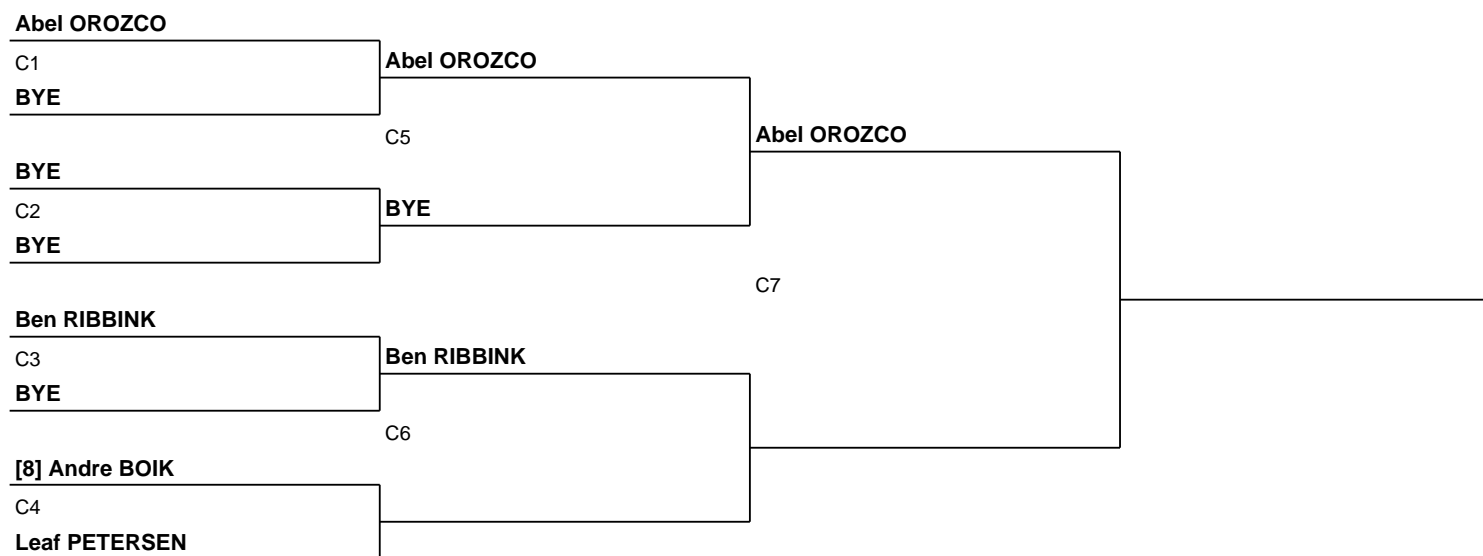 Abel OROZCO
C1
Abel OROZCO
BYE
C5
Abel OROZCO
BYE
C2
BYE
BYE
C7
Ben RIBBINK
C3
Ben RIBBINK
BYE
C6
[8] Andre BOIK
C4
Leaf PETERSEN